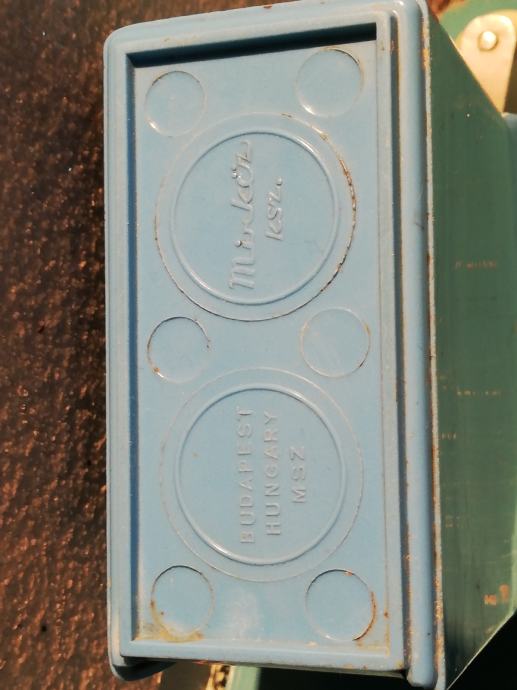 Minköz
ksz.
BUDAPEST
HUNGARY
MSZ